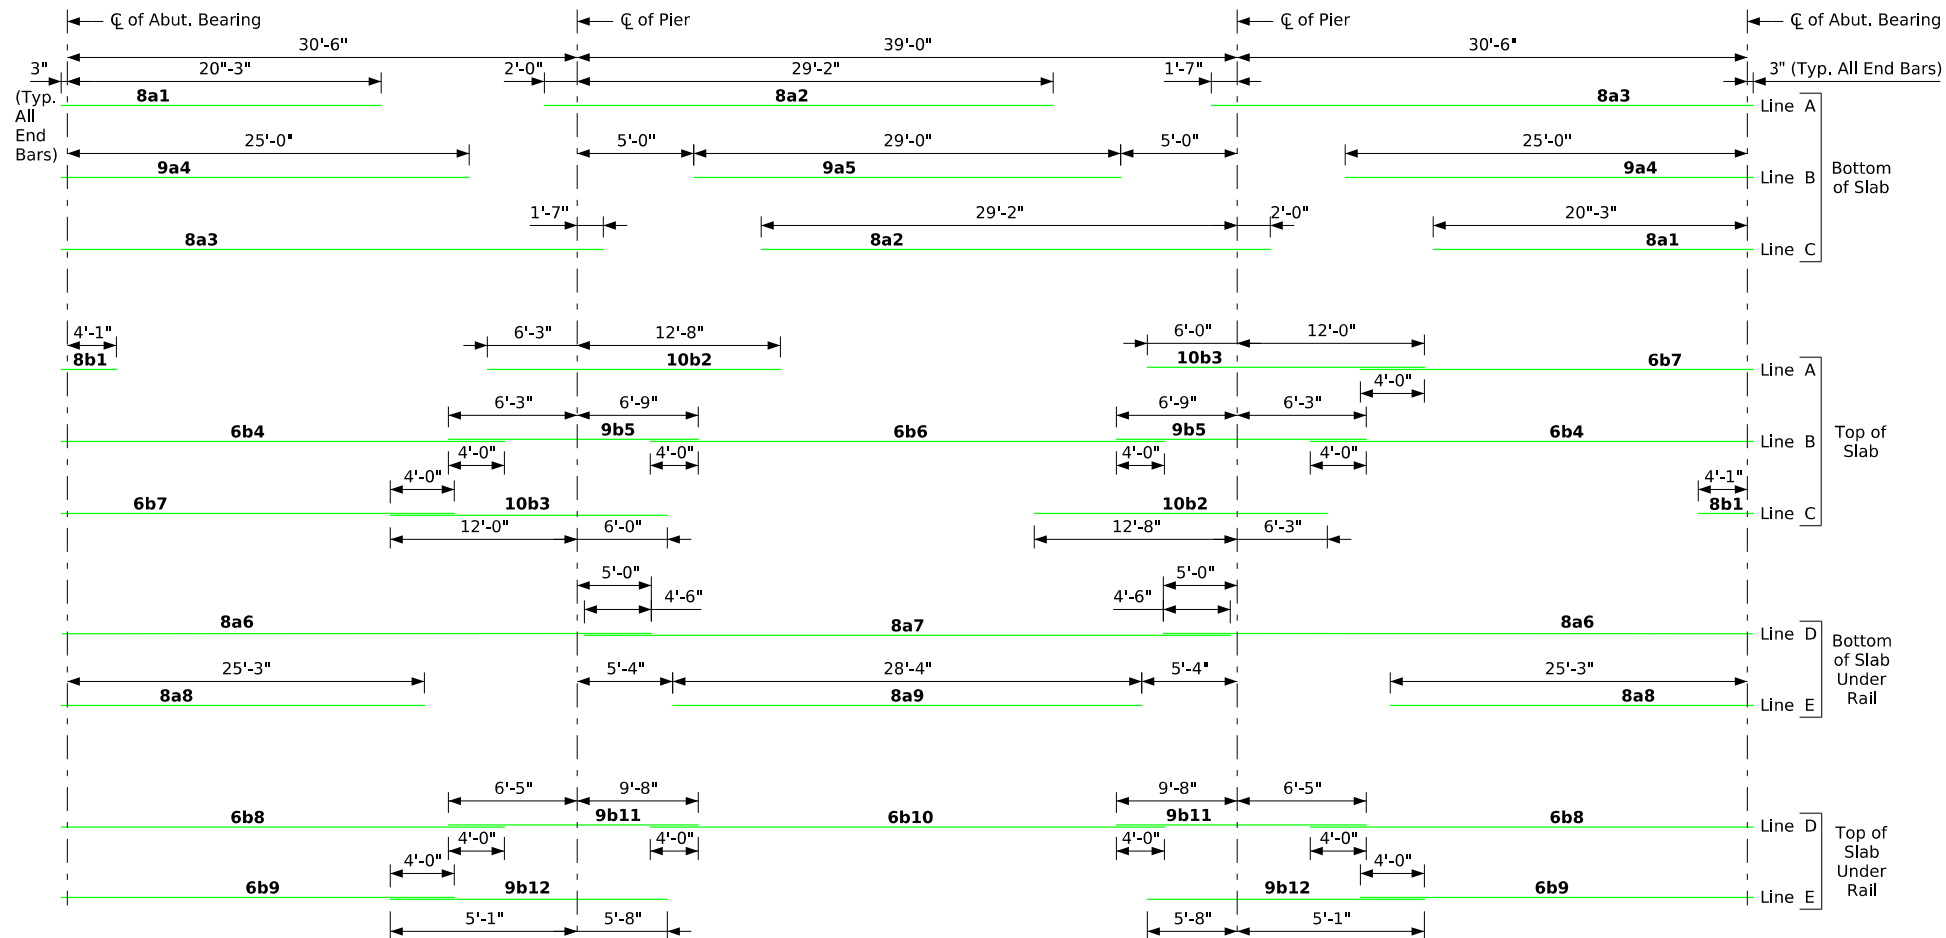 ℄ of Abut. Bearing ℄ of Pier ℄ of Pier ℄ of Abut. Bearing
30'-6" 39'-0" 30'-6"
3" 20"-3" 2'-0" 29'-2" 1'-7" 3" (Typ. All End Bars)
(Typ.
All
End
Bars)
8a1 8a2 8a3 Line A
25'-0" 5'-0" 29'-0" 5'-0" 25'-0"
9a4 9a5 9a4 Line B
Bottom
of Slab
1'-7" 29'-2" 2'-0" 20"-3"
8a3 8a2 8a1 Line C
4'-1" 6'-3" 12'-8" 6'-0" 12'-0"
8b1 10b2 10b3 6b7 Line A
4'-0"
6'-3" 6'-9" 6'-9" 6'-3"
6b4 9b5 6b6 9b5 6b4 Line B
Top of
Slab
4'-0" 4'-0" 4'-0" 4'-0"
4'-0" 4'-1"
6b7 10b3 10b2 8b1 Line C
12'-0" 6'-0" 12'-8" 6'-3"
5'-0" 5'-0"
4'-6" 4'-6"
8a6 8a7 8a6 Line D
Bottom
of Slab
Under
Rail
25'-3" 5'-4" 28'-4" 5'-4" 25'-3"
8a8 8a9 8a8 Line E
6'-5" 9'-8" 9'-8" 6'-5"
6b8 9b11 6b10 9b11 6b8 Line D
Top of
Slab
Under
Rail
4'-0" 4'-0" 4'-0" 4'-0"
4'-0" 4'-0"
6b9 9b12 9b12 6b9 Line E
5'-1" 5'-8" 5'-8" 5'-1"